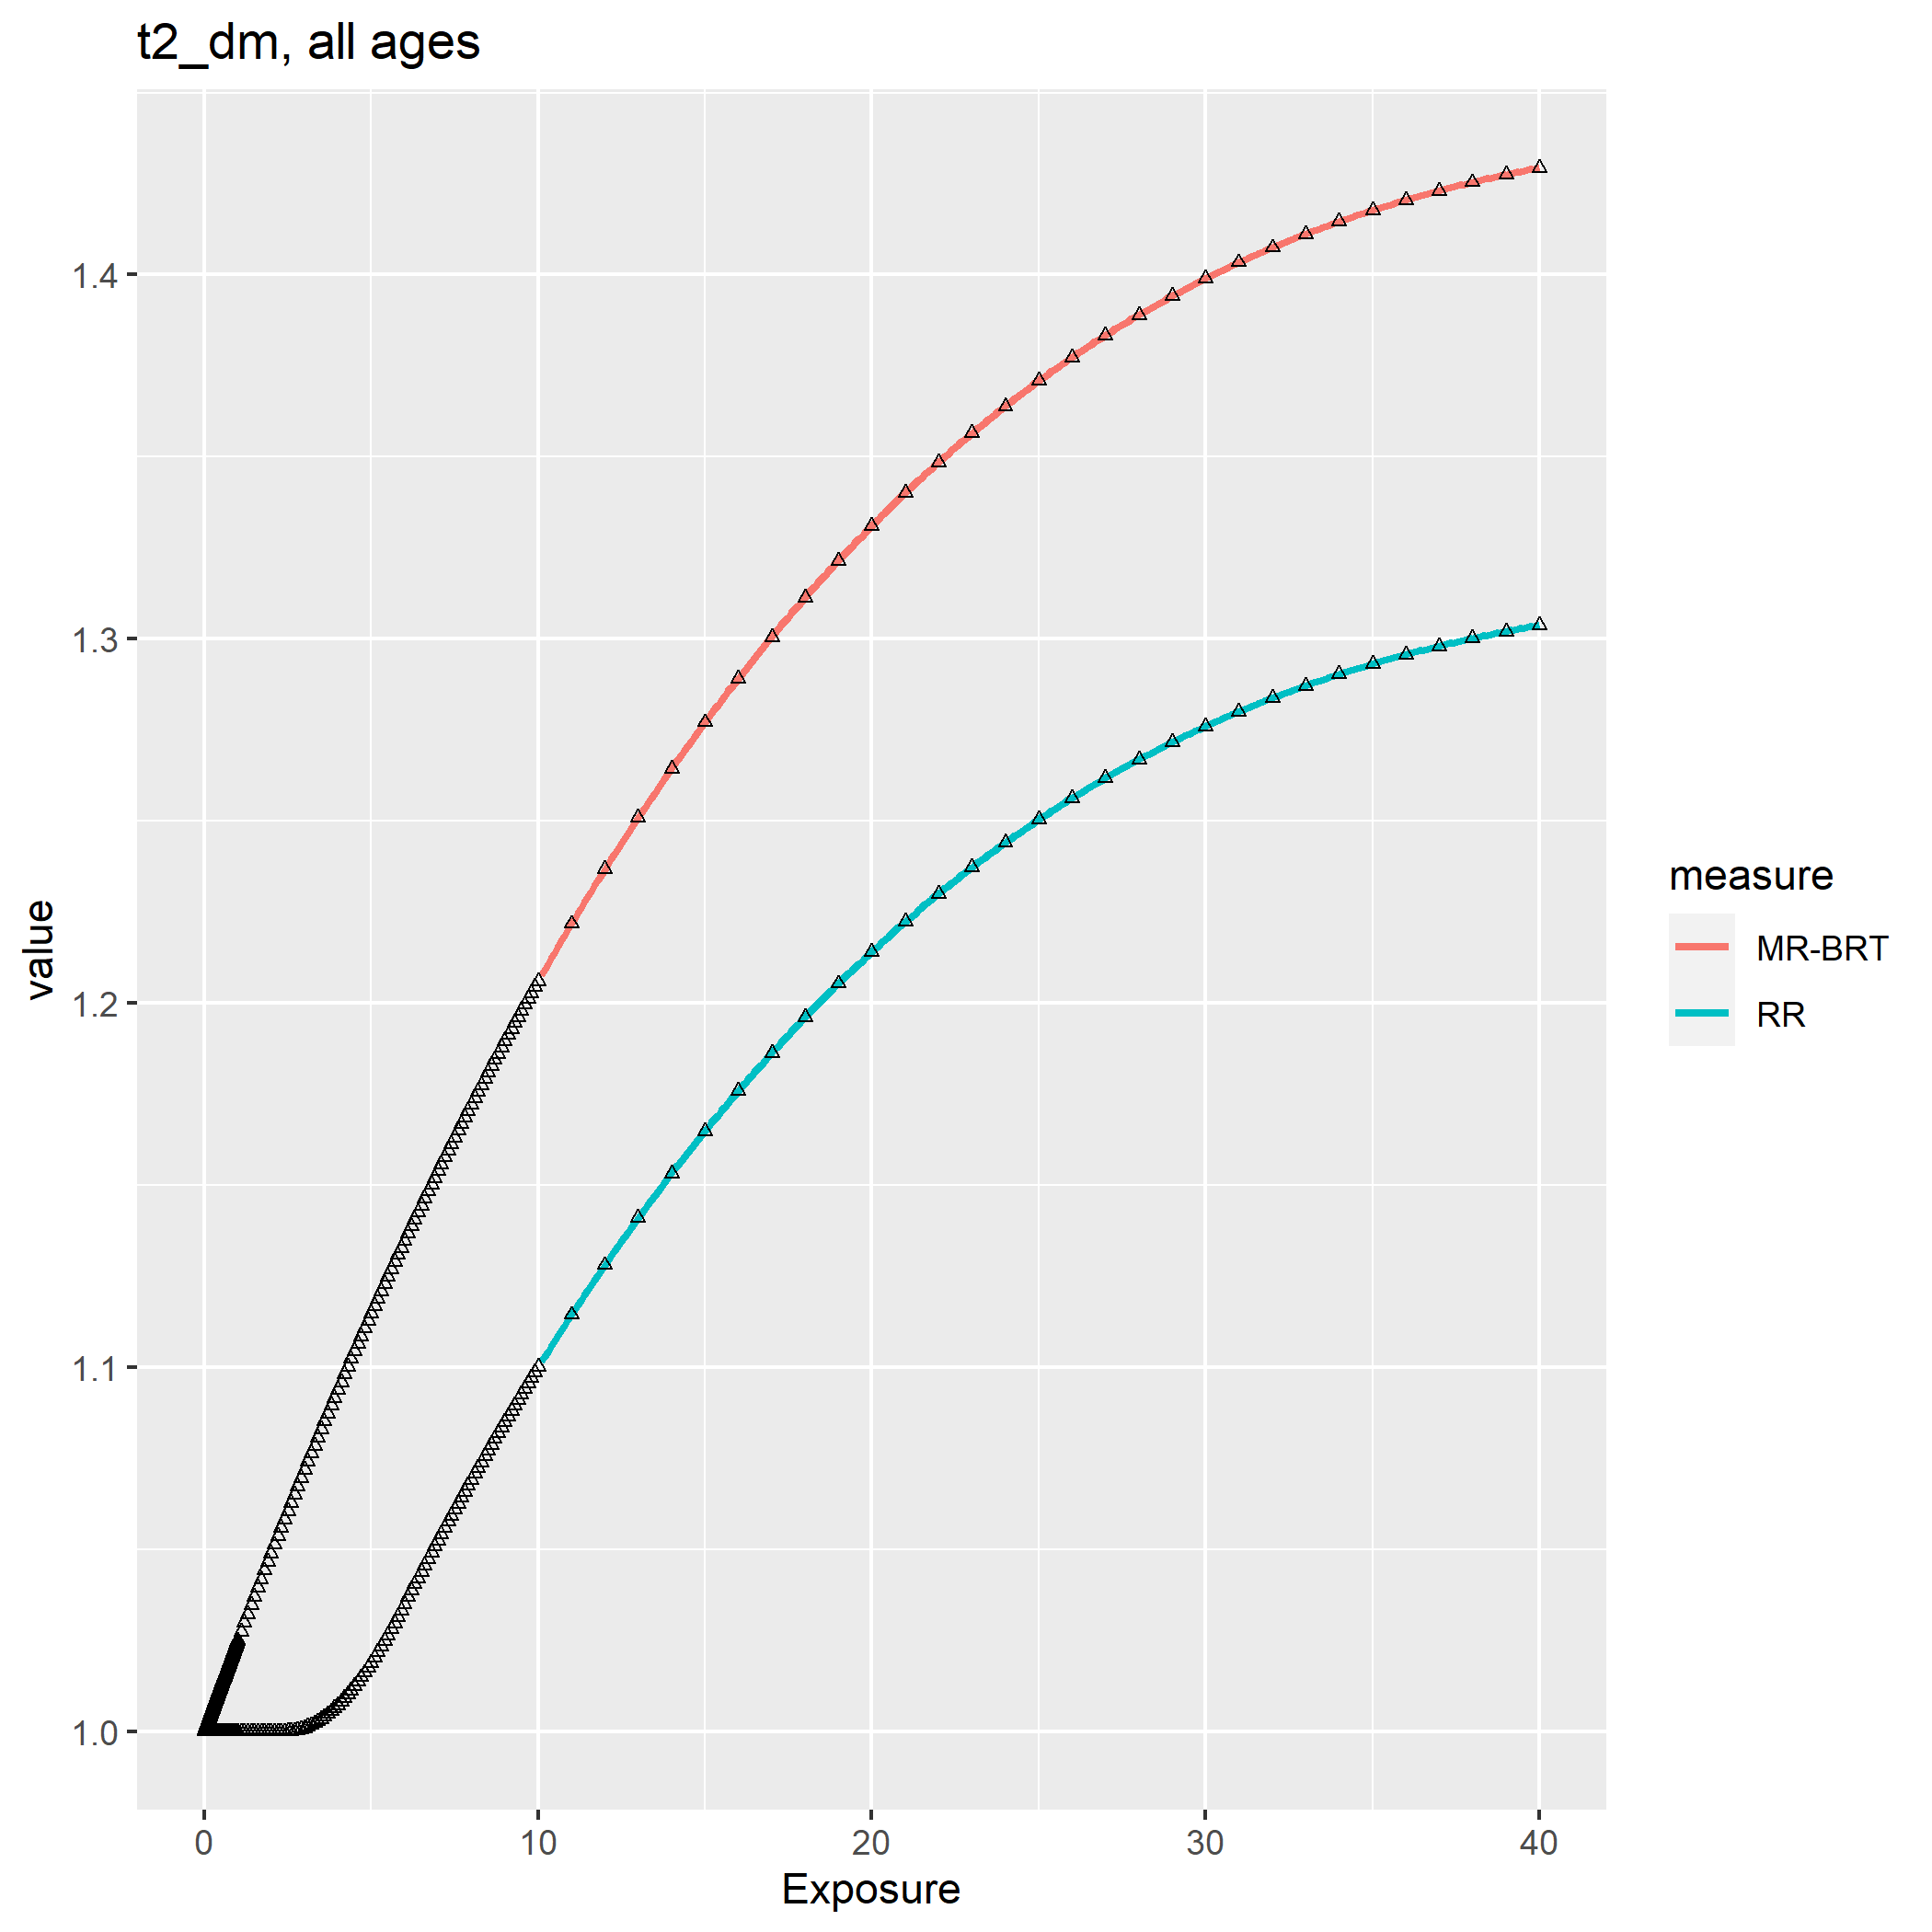 t2_dm, all ages
value
1.4
1.3
1.2
1.1
1.0
0 10 20 30 40
Exposure
measure
MR-BRT
RR